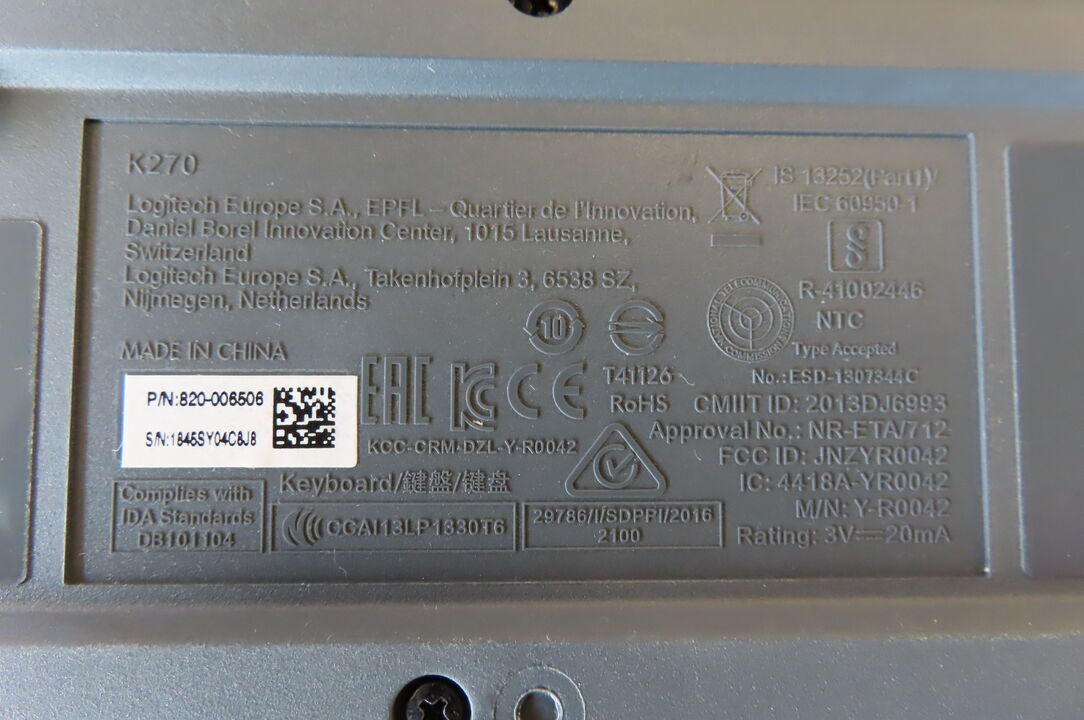 K270
Logitech Europe S.A., EPFL – Quartier de l'Innovation,
Daniel Borel Innovation Center, 1015 Lausanne,
Switzerland
Logitech Europe S.A., Takenhofplein 3, 6538 SZ,
Nijmegen, Netherlands
MADE IN CHINA
P/N:820-006506
S/N:1845SY04C8J8
IS 13252(Part1)/
IEC 60950-1
R-41002446
10
NTC
Type Accepted
No.:ESD-1307344C
EAC
KC CE
T41126
RoHS
KCC-CRM-DZL-Y-R0042
CMIIT ID: 2013DJ6993
Approval No.: NR-ETA/712
FCC ID: JNZYR0042
IC: 4418A-YR0042
M/N: Y-R0042
Rating: 3V⎓20mA
Keyboard/鍵盤/键盘
Complies with
IDA Standards
DB101104
CCAI13LP1330T6
29786/I/SDPPI/2016
2100